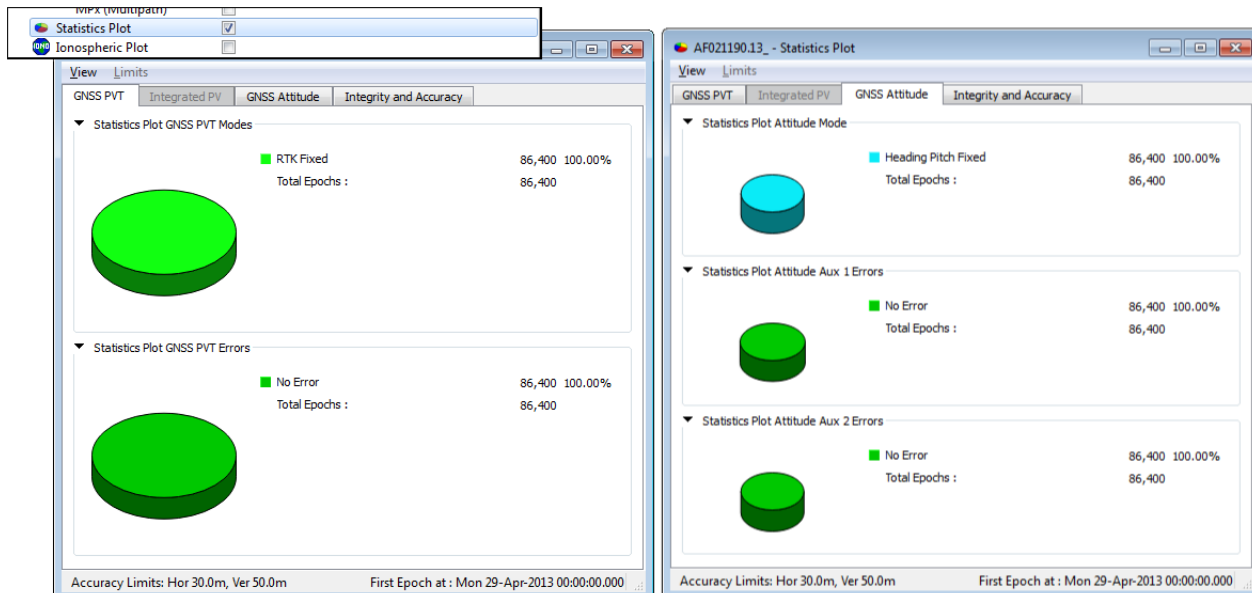 MPx (Multipath)
Statistics Plot
IONO Ionospheric Plot
View Limits
GNSS PVT Integrated PV GNSS Attitude Integrity and Accuracy
Statistics Plot GNSS PVT Modes
RTK Fixed 86,400 100.00%
Total Epochs : 86,400
Statistics Plot GNSS PVT Errors
No Error 86,400 100.00%
Total Epochs : 86,400
Accuracy Limits: Hor 30.0m, Ver 50.0m First Epoch at : Mon 29-Apr-2013 00:00:00.000
AF021190.13_ - Statistics Plot
View Limits
GNSS PVT Integrated PV GNSS Attitude Integrity and Accuracy
Statistics Plot Attitude Mode
Heading Pitch Fixed 86,400 100.00%
Total Epochs : 86,400
Statistics Plot Attitude Aux 1 Errors
No Error 86,400 100.00%
Total Epochs : 86,400
Statistics Plot Attitude Aux 2 Errors
No Error 86,400 100.00%
Total Epochs : 86,400
Accuracy Limits: Hor 30.0m, Ver 50.0m First Epoch at : Mon 29-Apr-2013 00:00:00.000